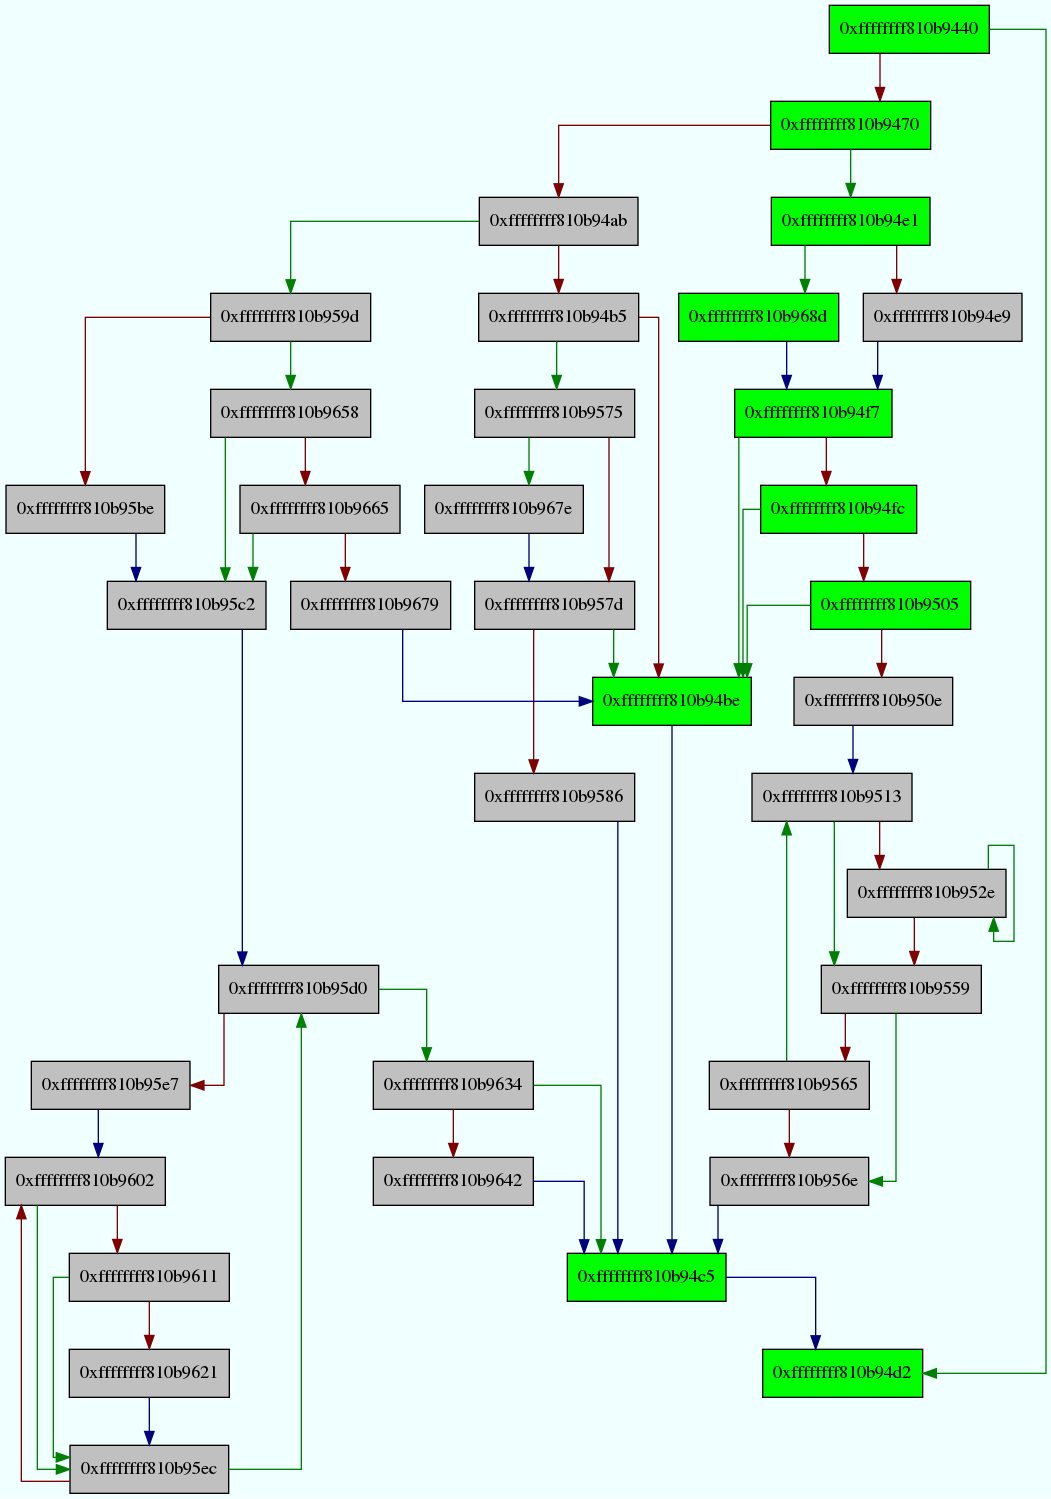 0xffffffff810b9440
0xffffffff810b9470
0xffffffff810b94ab
0xffffffff810b94e1
0xffffffff810b959d
0xffffffff810b94b5
0xffffffff810b968d
0xffffffff810b94e9
0xffffffff810b9658
0xffffffff810b9575
0xffffffff810b94f7
0xffffffff810b95be
0xffffffff810b9665
0xffffffff810b967e
0xffffffff810b94fc
0xffffffff810b95c2
0xffffffff810b9679
0xffffffff810b957d
0xffffffff810b9505
0xffffffff810b94be
0xffffffff810b950e
0xffffffff810b9586
0xffffffff810b9513
0xffffffff810b952e
0xffffffff810b95d0
0xffffffff810b9559
0xffffffff810b95e7
0xffffffff810b9634
0xffffffff810b9565
0xffffffff810b9602
0xffffffff810b9642
0xffffffff810b956e
0xffffffff810b9611
0xffffffff810b94c5
0xffffffff810b9621
0xffffffff810b94d2
0xffffffff810b95ec